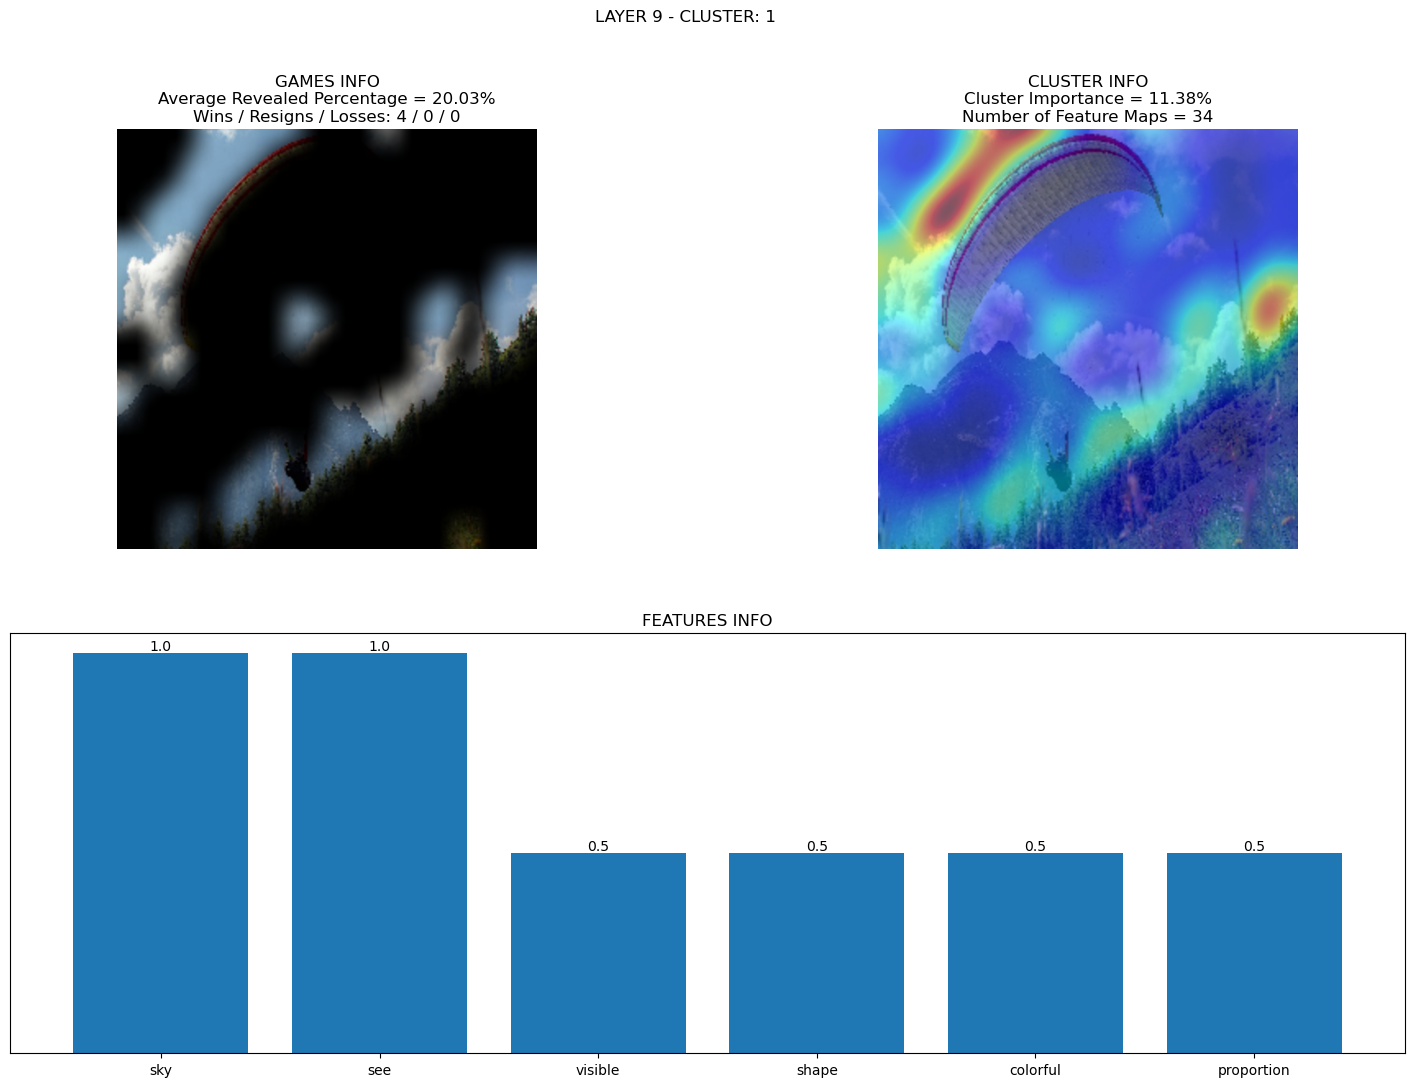 LAYER 9 - CLUSTER: 1
GAMES INFO
Average Revealed Percentage = 20.03%
Wins / Resigns / Losses: 4 / 0 / 0
CLUSTER INFO
Cluster Importance = 11.38%
Number of Feature Maps = 34
FEATURES INFO
1.0 1.0 0.5 0.5 0.5 0.5
sky see visible shape colorful proportion